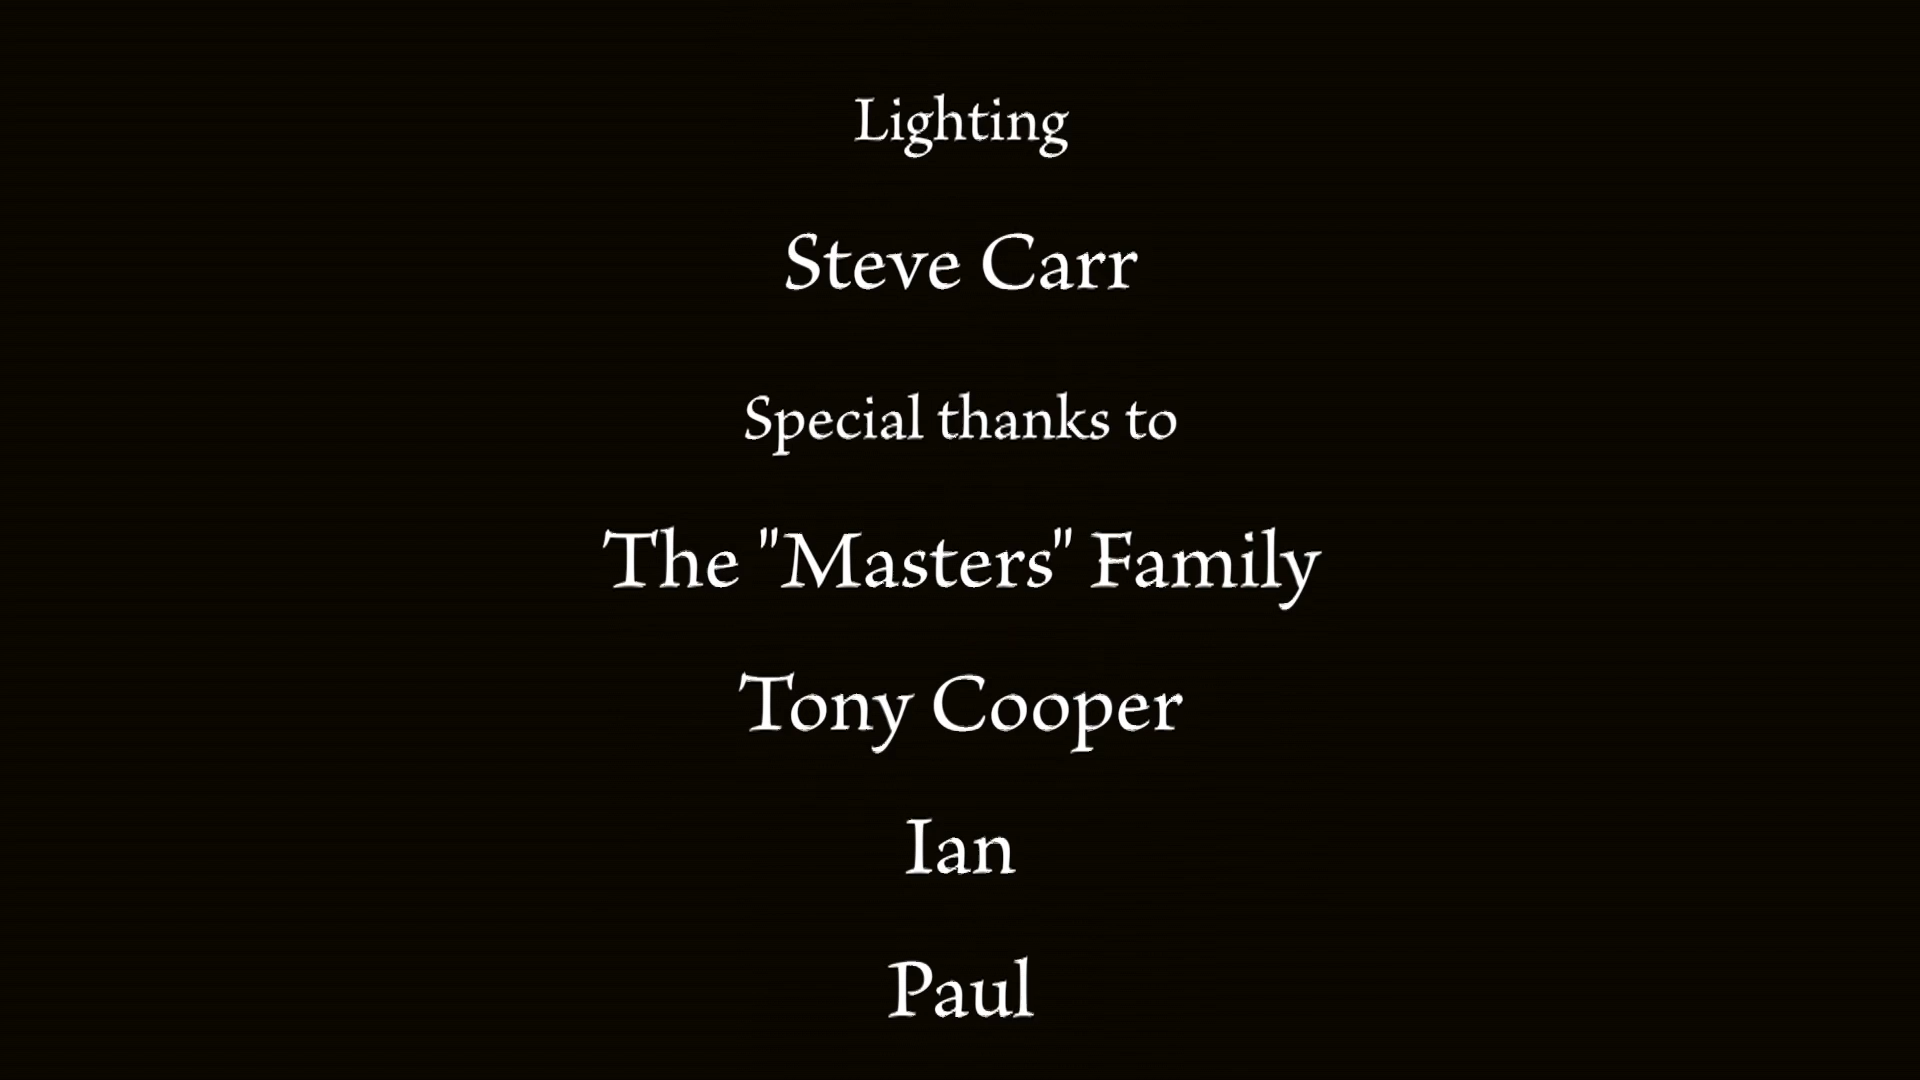 Lighting
Steve Carr
Special thanks to
The "Masters" Family
Tony Cooper
Ian
Paul